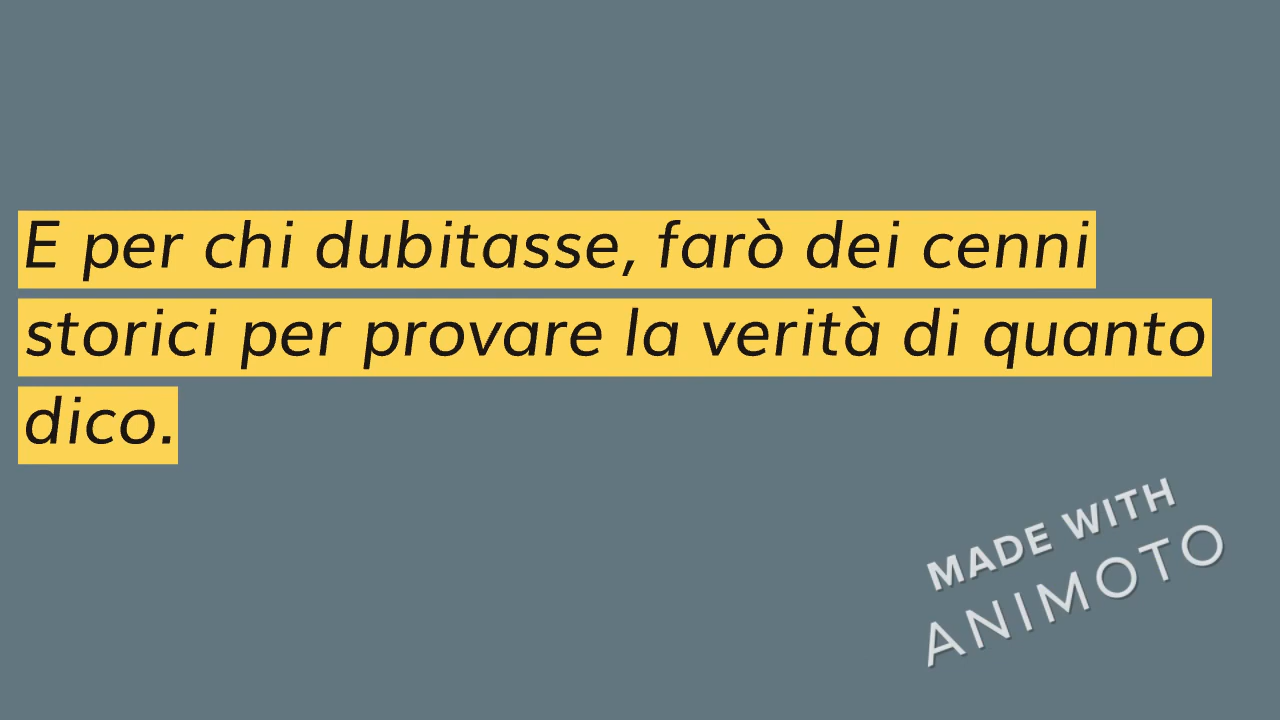 E per chi dubitasse, farò dei cenni
storici per provare la verità di quanto
dico.
MADE WITH
ANIMOTO